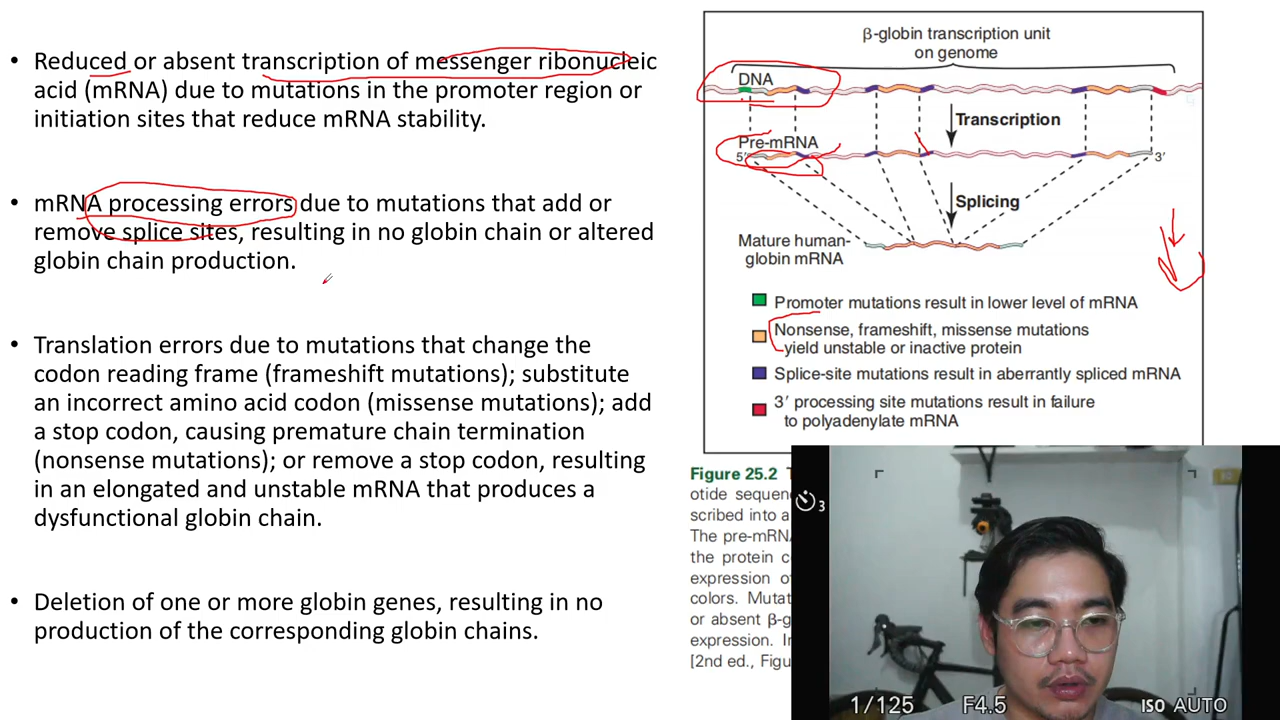 • Reduced or absent transcription of messenger ribonucleic
acid (mRNA) due to mutations in the promoter region or
initiation sites that reduce mRNA stability.
• mRNA processing errors due to mutations that add or
remove splice sites, resulting in no globin chain or altered
globin chain production.
• Translation errors due to mutations that change the
codon reading frame (frameshift mutations); substitute
an incorrect amino acid codon (missense mutations); add
a stop codon, causing premature chain termination
(nonsense mutations); or remove a stop codon, resulting
in an elongated and unstable mRNA that produces a
dysfunctional globin chain.
• Deletion of one or more globin genes, resulting in no
production of the corresponding globin chains.
β-globin transcription unit
on genome
DNA
Transcription
Pre-mRNA
5′
3′
Splicing
Mature human-
globin mRNA
Promoter mutations result in lower level of mRNA
Nonsense, frameshift, missense mutations
yield unstable or inactive protein
Splice-site mutations result in aberrantly spliced mRNA
3′ processing site mutations result in failure
to polyadenylate mRNA
Figure 25.2
otide sequen
scribed into a
The pre-mRNA
the protein c
expression o
colors. Mutat
or absent β-g
expression. I
[2nd ed., Figu
3
1/125 F4.5 ISO AUTO